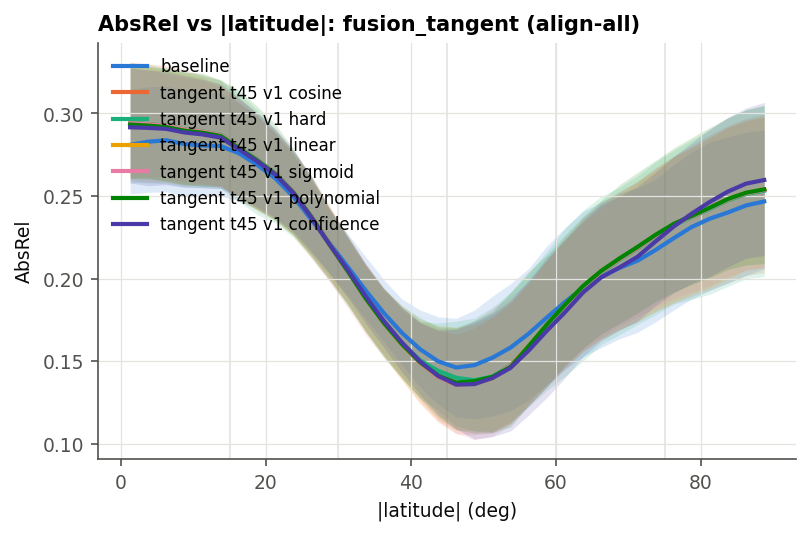 AbsRel vs |latitude|: fusion_tangent (align-all)
baseline
tangent t45 v1 cosine
tangent t45 v1 hard
tangent t45 v1 linear
tangent t45 v1 sigmoid
tangent t45 v1 polynomial
tangent t45 v1 confidence
AbsRel
0.30
0.25
0.20
0.15
0.10
0 20 40 60 80
|latitude| (deg)